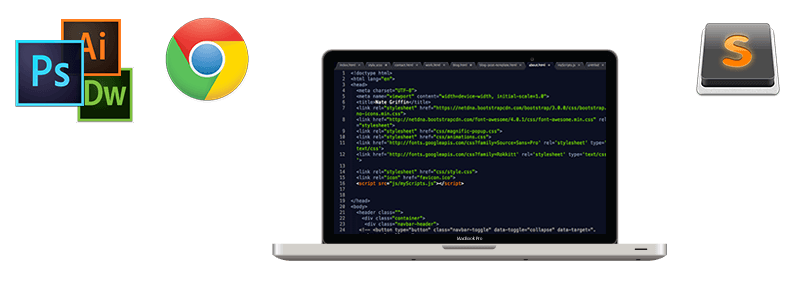 Ps
Ai
Dw
S
1 <!doctype html>
2 <html lang="en">
3 <head>
4 <meta charset="UTF-8">
5 <meta name="viewport" content="width=device-width, initial-scale=1.0">
6 <title>Nate Griffin</title>
7 <link rel="stylesheet" href="https://netdna.bootstrapcdn.com/bootstrap/3.0.0/css/bootstrap.
no-icons.min.css">
8 <link href="http://netdna.bootstrapcdn.com/font-awesome/4.0.1/css/font-awesome.min.css" rel
="stylesheet">
9 <link rel="stylesheet" href="css/magnific-popup.css">
10 <link rel="stylesheet" href="css/animations.css">
11 <link href='http://fonts.googleapis.com/css?family=Source+Sans+Pro' rel='stylesheet' type='
text/css'>
12 <link href='http://fonts.googleapis.com/css?family=Rokkitt' rel='stylesheet' type='text/css
'>
13
14 <link rel="stylesheet" href="css/style.css">
15 <link rel="icon" href="favicon.ico">
16 <script src="js/myScripts.js"></script>
17
18
19 </head>
20 <body>
21 <header class="">
22 <div class="container">
23 <div class="navbar-header">
24 <!-- <button type="button" class="navbar-toggle" data-toggle="collapse" data-target=".
MacBook Pro